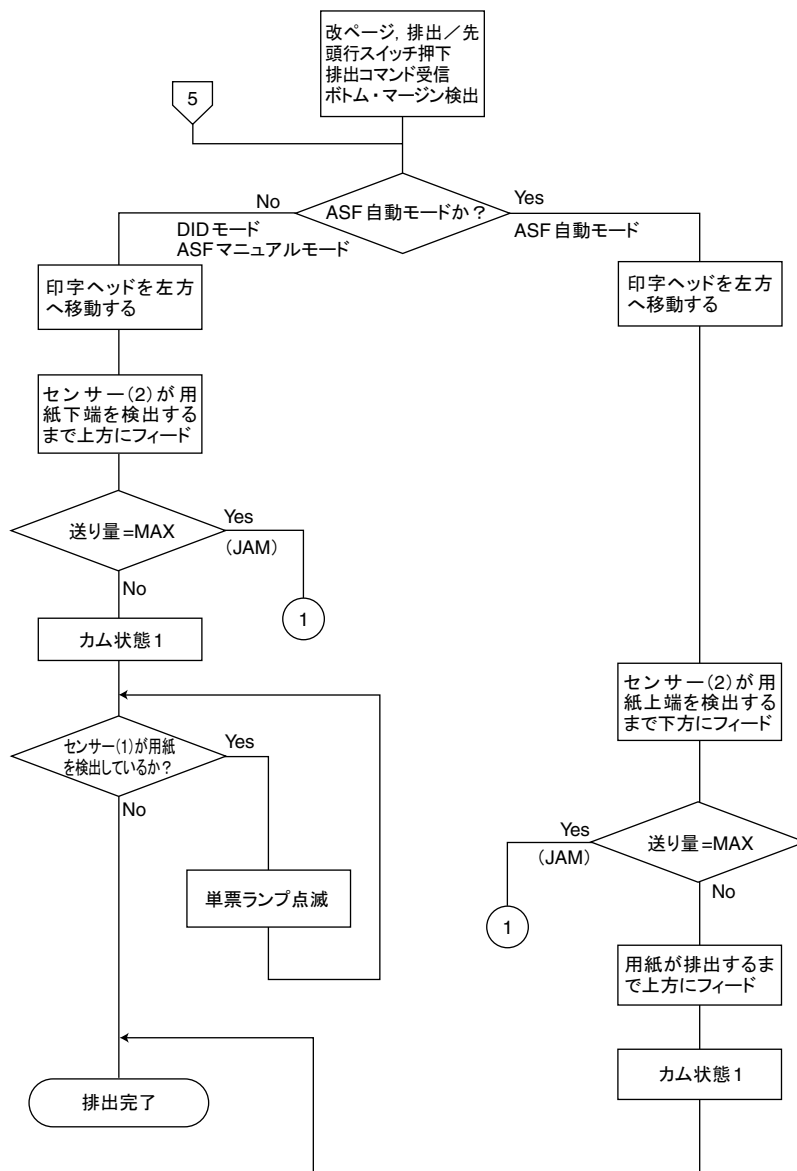 改ページ, 排出／先
頭行スイッチ押下
排出コマンド受信
ボトム・マージン検出
5
ASF自動モードか？
No
DIDモード
ASFマニュアルモード
Yes
ASF自動モード
印字ヘッドを左方
へ移動する
センサー(2)が用
紙下端を検出する
まで上方にフィード
送り量=MAX
Yes
(JAM)
1
No
カム状態1
センサー(1)が用紙
を検出しているか？
Yes
No
単票ランプ点滅
排出完了
印字ヘッドを左方
へ移動する
センサー(2)が用
紙上端を検出する
まで下方にフィード
送り量=MAX
Yes
(JAM)
1
No
用紙が排出するま
で上方にフィード
カム状態1